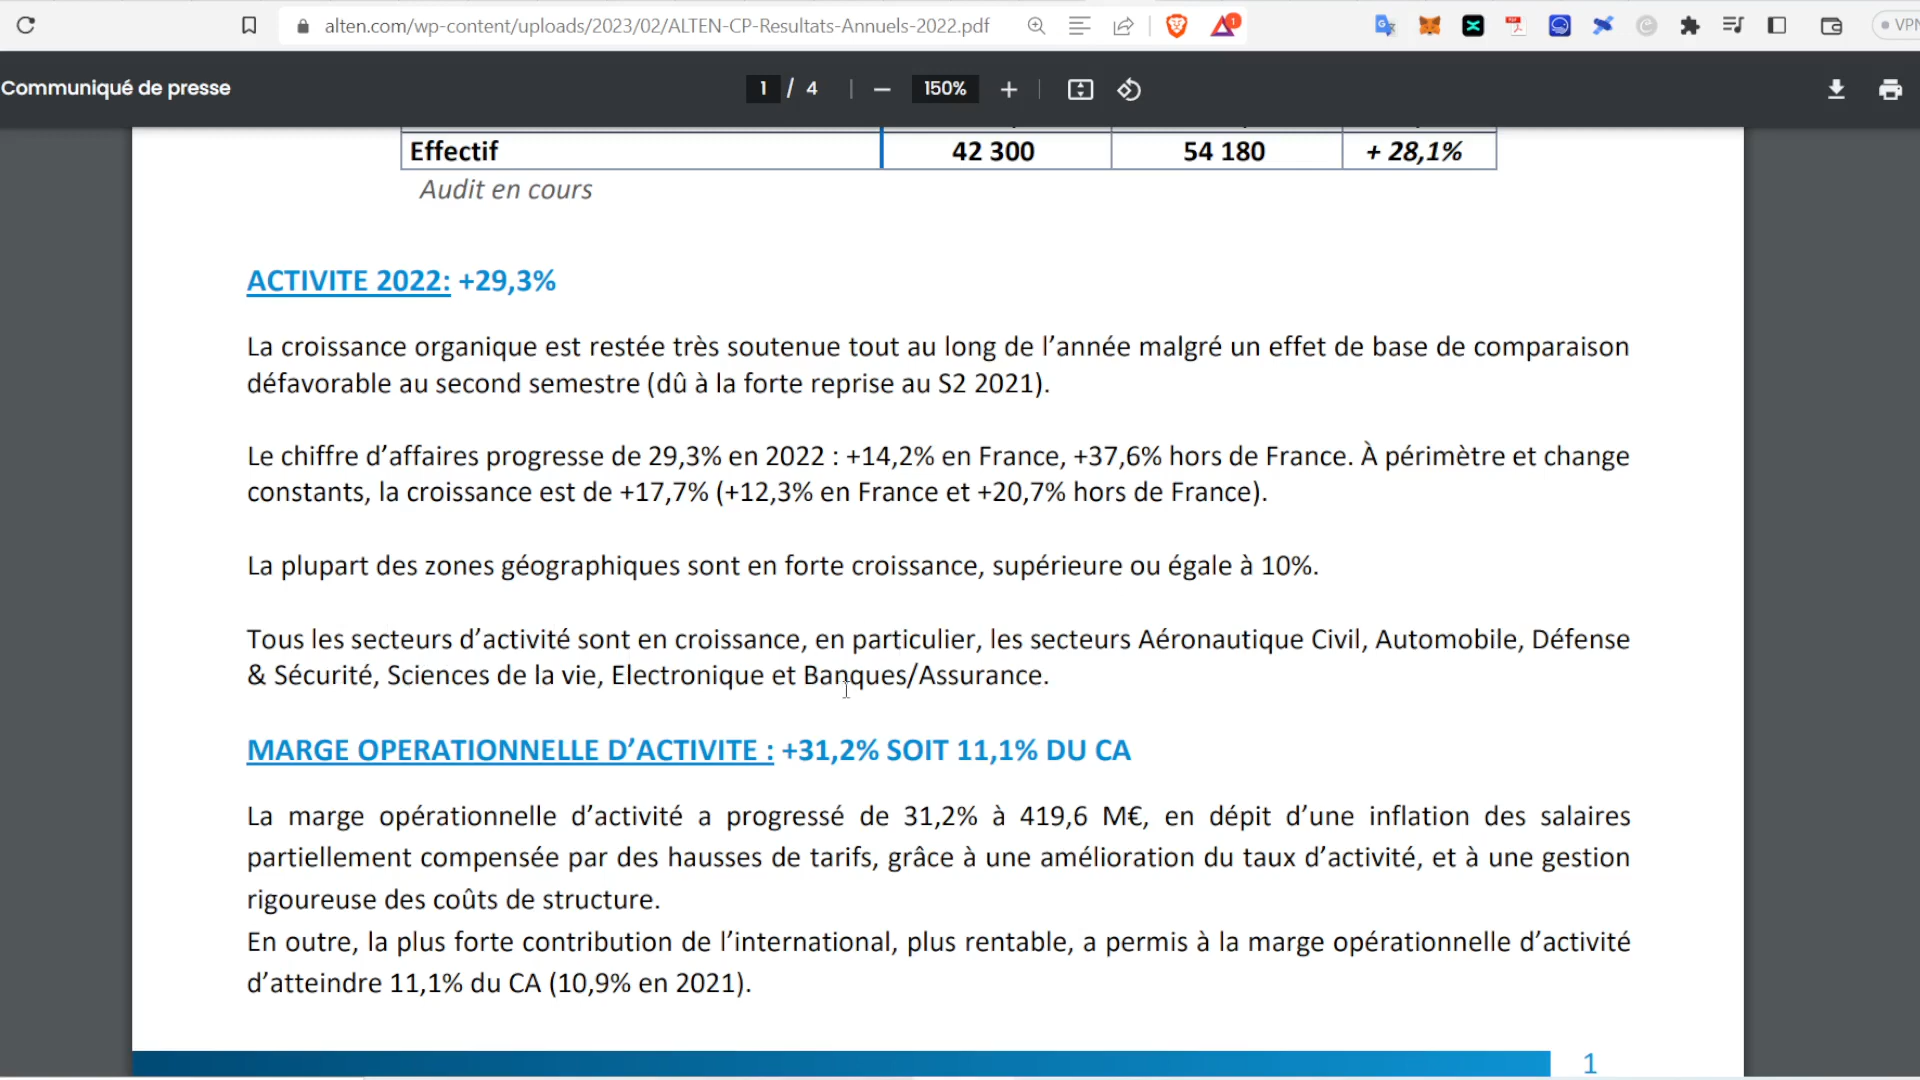 alten.com/wp-content/uploads/2023/02/ALTEN-CP-Resultats-Annuels-2022.pdf
1
VPN
Communiqué de presse
1 / 4
150%
Effectif 42 300 54 180 + 28,1%
Audit en cours
ACTIVITE 2022: +29,3%
La croissance organique est restée très soutenue tout au long de l’année malgré un effet de base de comparaison
défavorable au second semestre (dû à la forte reprise au S2 2021).
Le chiffre d’affaires progresse de 29,3% en 2022 : +14,2% en France, +37,6% hors de France. À périmètre et change
constants, la croissance est de +17,7% (+12,3% en France et +20,7% hors de France).
La plupart des zones géographiques sont en forte croissance, supérieure ou égale à 10%.
Tous les secteurs d’activité sont en croissance, en particulier, les secteurs Aéronautique Civil, Automobile, Défense
& Sécurité, Sciences de la vie, Electronique et Banques/Assurance.
MARGE OPERATIONNELLE D’ACTIVITE : +31,2% SOIT 11,1% DU CA
La marge opérationnelle d’activité a progressé de 31,2% à 419,6 M€, en dépit d’une inflation des salaires
partiellement compensée par des hausses de tarifs, grâce à une amélioration du taux d’activité, et à une gestion
rigoureuse des coûts de structure.
En outre, la plus forte contribution de l’international, plus rentable, a permis à la marge opérationnelle d’activité
d’atteindre 11,1% du CA (10,9% en 2021).
1